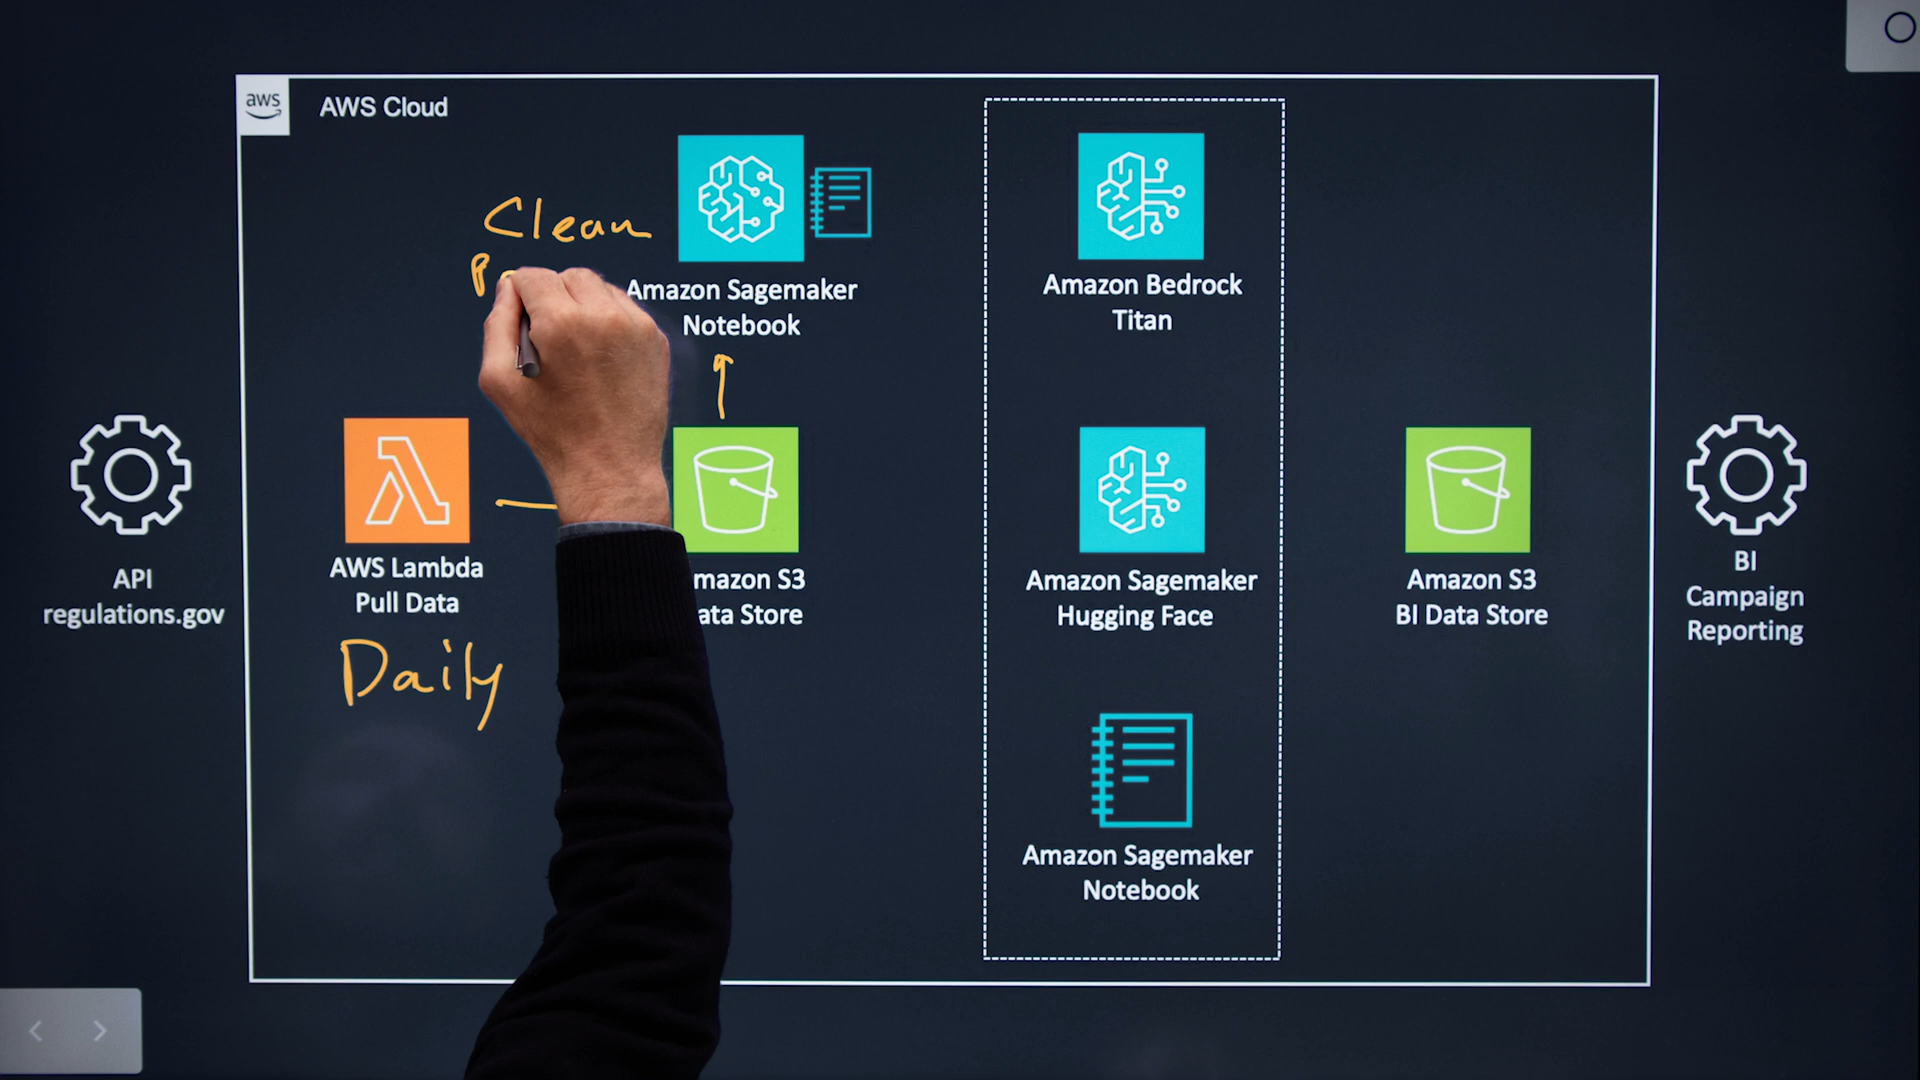 aws
AWS Cloud
Clean
Amazon Sagemaker
Notebook
Amazon Bedrock
Titan
API
regulations.gov
AWS Lambda
Pull Data
Daily
mazon S3
ata Store
Amazon Sagemaker
Hugging Face
Amazon Sagemaker
Notebook
Amazon S3
BI Data Store
BI
Campaign
Reporting